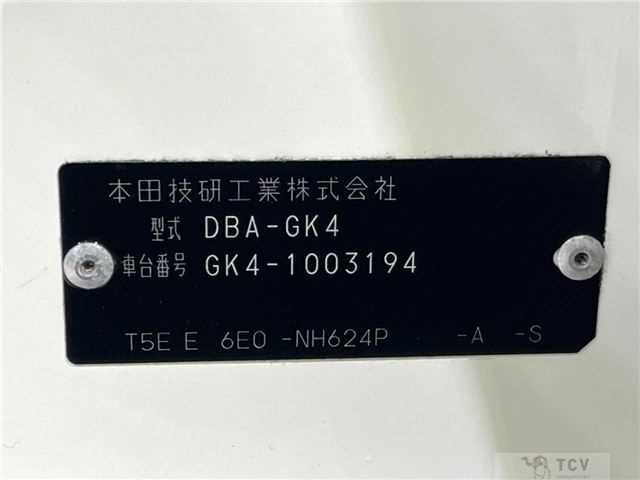 本田技研工業株式会社
型式 DBA-GK4
車台番号 GK4-1003194
T5E E 6E0 -NH624P -A -S
TCV